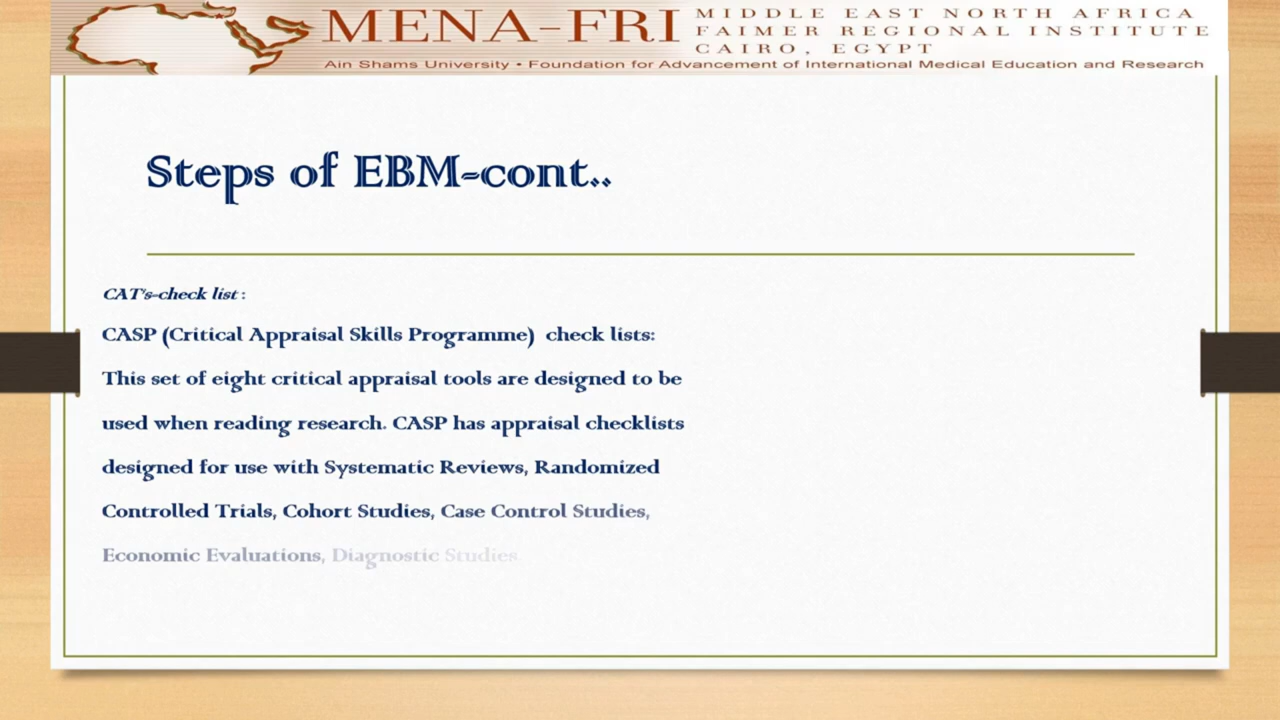 MENA-FRI
MIDDLE EAST NORTH AFRICA
FAIMER REGIONAL INSTITUTE
CAIRO, EGYPT
Ain Shams University • Foundation for Advancement of International Medical Education and Research
Steps of EBM-cont..
CAT's-check list :
CASP (Critical Appraisal Skills Programme)  check lists:
This set of eight critical appraisal tools are designed to be
used when reading research. CASP has appraisal checklists
designed for use with Systematic Reviews, Randomized
Controlled Trials, Cohort Studies, Case Control Studies,
Economic Evaluations, Diagnostic Studies